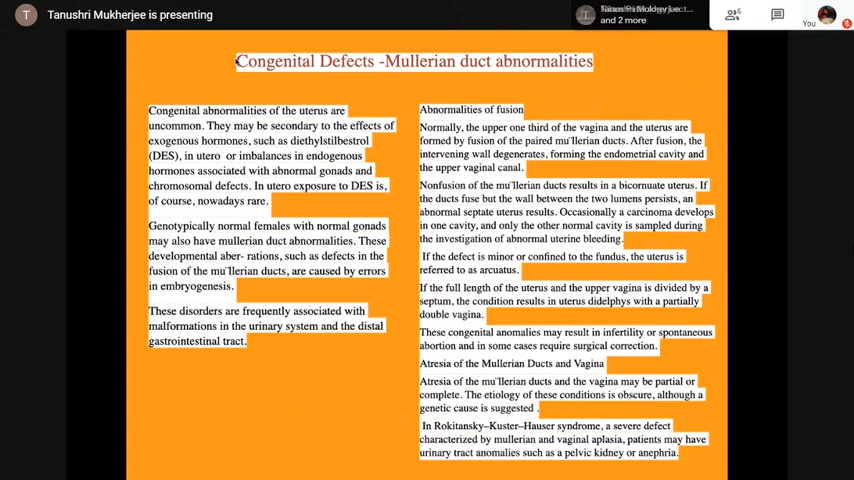 Tanushri Mukherjee is presenting
and 2 more
6
You
Congenital Defects -Mullerian duct abnormalities
Congenital abnormalities of the uterus are
uncommon. They may be secondary to the effects of
exogenous hormones, such as diethylstilbestrol
(DES), in utero or imbalances in endogenous
hormones associated with abnormal gonads and
chromosomal defects. In utero exposure to DES is,
of course, nowadays rare.
Genotypically normal females with normal gonads
may also have mullerian duct abnormalities. These
developmental aber- rations, such as defects in the
fusion of the mu¨llerian ducts, are caused by errors
in embryogenesis.
These disorders are frequently associated with
malformations in the urinary system and the distal
gastrointestinal tract.
Abnormalities of fusion
Normally, the upper one third of the vagina and the uterus are
formed by fusion of the paired mu¨llerian ducts. After fusion, the
intervening wall degenerates, forming the endometrial cavity and
the upper vaginal canal.
Nonfusion of the mu¨llerian ducts results in a bicornuate uterus. If
the ducts fuse but the wall between the two lumens persists, an
abnormal septate uterus results. Occasionally a carcinoma develops
in one cavity, and only the other normal cavity is sampled during
the investigation of abnormal uterine bleeding.
If the defect is minor or confined to the fundus, the uterus is
referred to as arcuatus.
If the full length of the uterus and the upper vagina is divided by a
septum, the condition results in uterus didelphys with a partially
double vagina.
These congenital anomalies may result in infertility or spontaneous
abortion and in some cases require surgical correction.
Atresia of the Mullerian Ducts and Vagina
Atresia of the mu¨llerian ducts and the vagina may be partial or
complete. The etiology of these conditions is obscure, although a
genetic cause is suggested .
In Rokitansky–Kuster–Hauser syndrome, a severe defect
characterized by mullerian and vaginal aplasia, patients may have
urinary tract anomalies such as a pelvic kidney or anephria.